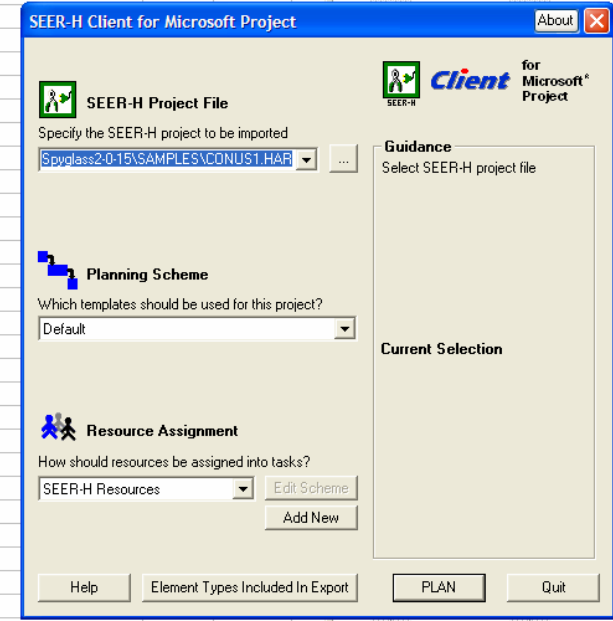 SEER-H Client for Microsoft Project
About
SEER-H Project File
Specify the SEER-H project to be imported
Spyglass2-0-15\SAMPLES\CONUS1.HAR
...
Planning Scheme
Which templates should be used for this project?
Default
Resource Assignment
How should resources be assigned into tasks?
SEER-H Resources
Edit Scheme
Add New
SEER-H
Client
for
Microsoft*
Project
Guidance
Select SEER-H project file
Current Selection
Help
Element Types Included In Export
PLAN
Quit